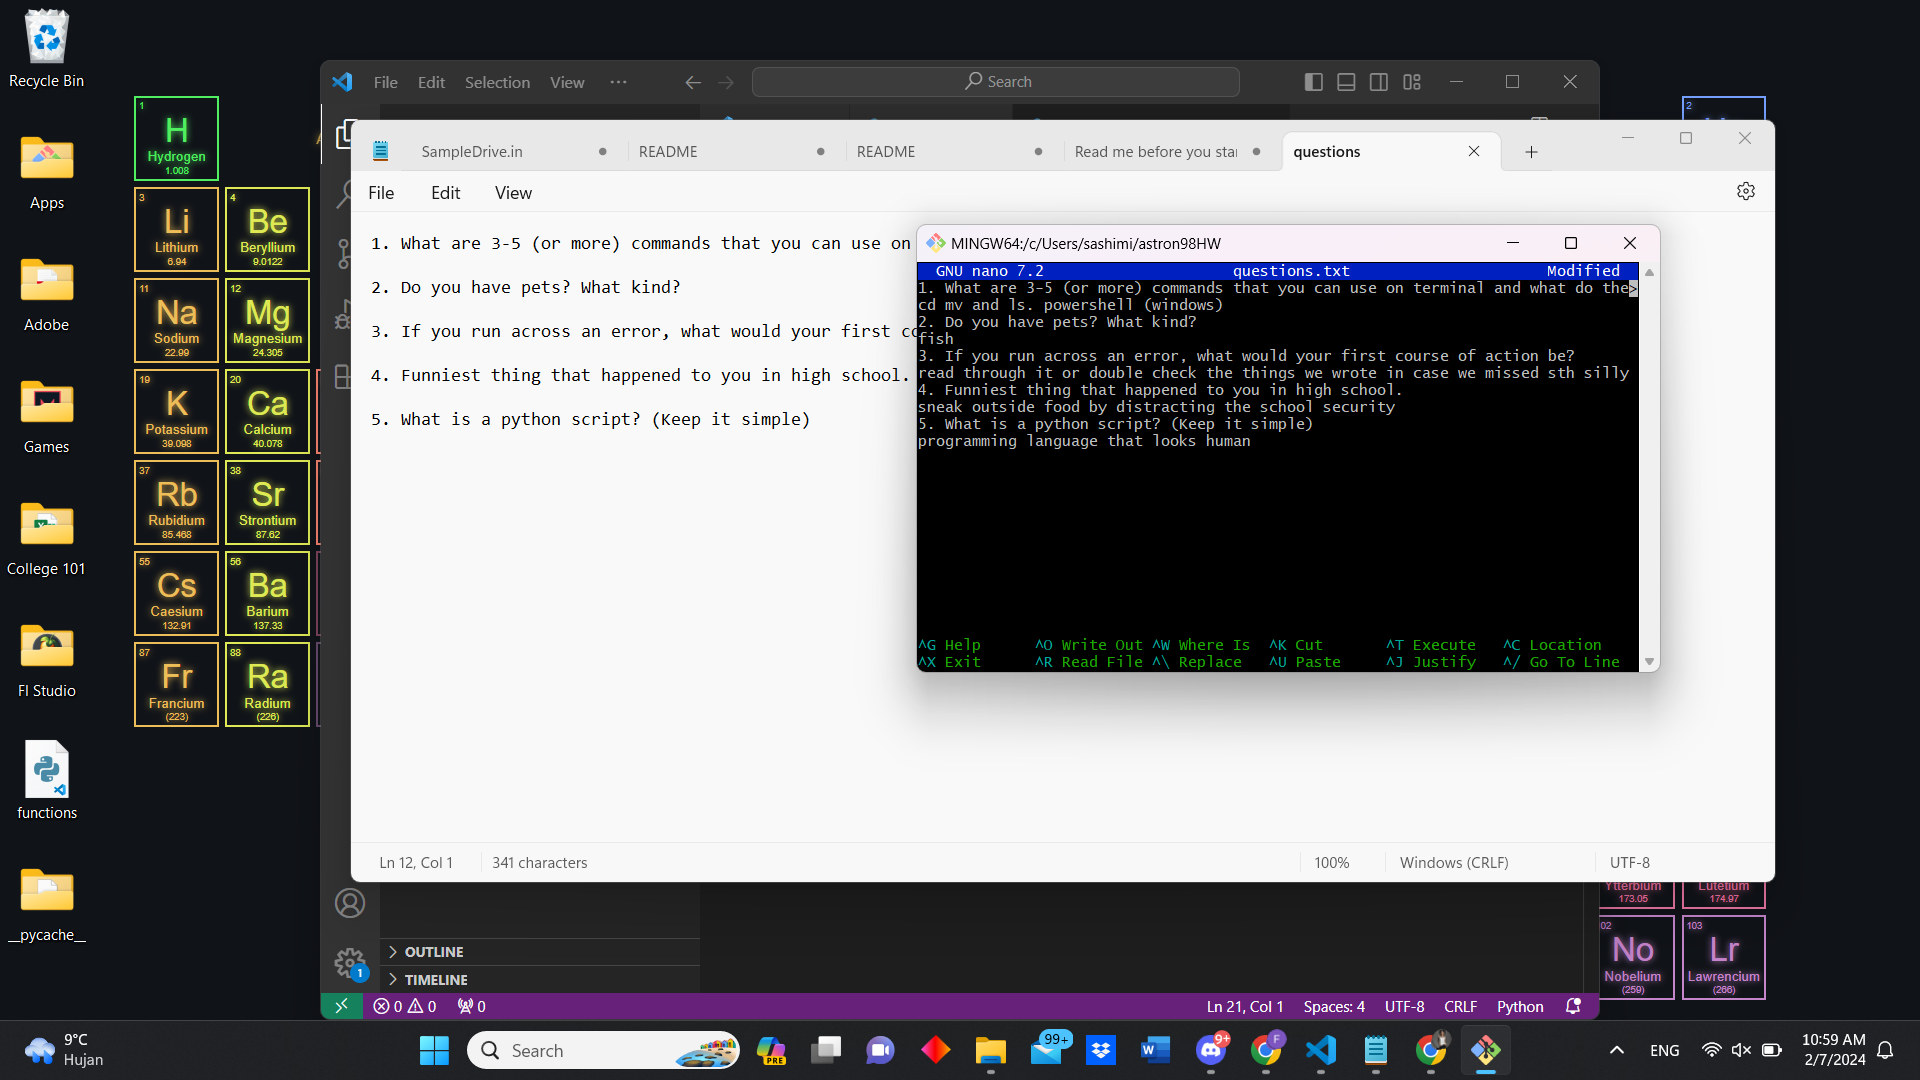 Recycle Bin
Apps
Adobe
Games
College 101
Fl Studio
functions
__pycache__
1
H
Hydrogen
1.008
3
Li
Lithium
6.94
4
Be
Beryllium
9.0122
11
Na
Sodium
22.99
12
Mg
Magnesium
24.305
19
K
Potassium
39.098
20
Ca
Calcium
40.078
37
Rb
Rubidium
85.468
38
Sr
Strontium
87.62
55
Cs
Caesium
132.91
56
Ba
Barium
137.33
87
Fr
Francium
(223)
88
Ra
Radium
(226)
2
File Edit Selection View ··· Search
SampleDrive.in README README Read me before you questions
File Edit View
1. What are 3-5 (or more) commands that you can use on
2. Do you have pets? What kind?
3. If you run across an error, what would your first
4. Funniest thing that happened to you in high school.
5. What is a python script? (Keep it simple)
MINGW64:/c/Users/sashimi/astron98HW
GNU nano 7.2 questions.txt Modified
1. What are 3-5 (or more) commands that you can use on terminal and what do the>
cd mv and ls. powershell (windows)
2. Do you have pets? What kind?
fish
3. If you run across an error, what would your first course of action be?
read through it or double check the things we wrote in case we missed sth silly
4. Funniest thing that happened to you in high school.
sneak outside food by distracting the school security
5. What is a python script? (Keep it simple)
programming language that looks human
^G Help ^O Write Out ^W Where Is ^K Cut ^T Execute ^C Location
^X Exit ^R Read File ^\ Replace ^U Paste ^J Justify ^/ Go To Line
Ln 12, Col 1 341 characters 100% Windows (CRLF) UTF-8
Ytterbium
173.05
Lutetium
174.97
02
No
Nobelium
(259)
103
Lr
Lawrencium
(266)
OUTLINE
1
TIMELINE
0 0 0 Ln 21, Col 1 Spaces: 4 UTF-8 CRLF Python
9°C
Hujan
Search
PRE
99+
9+
F
ENG
10:59 AM
2/7/2024